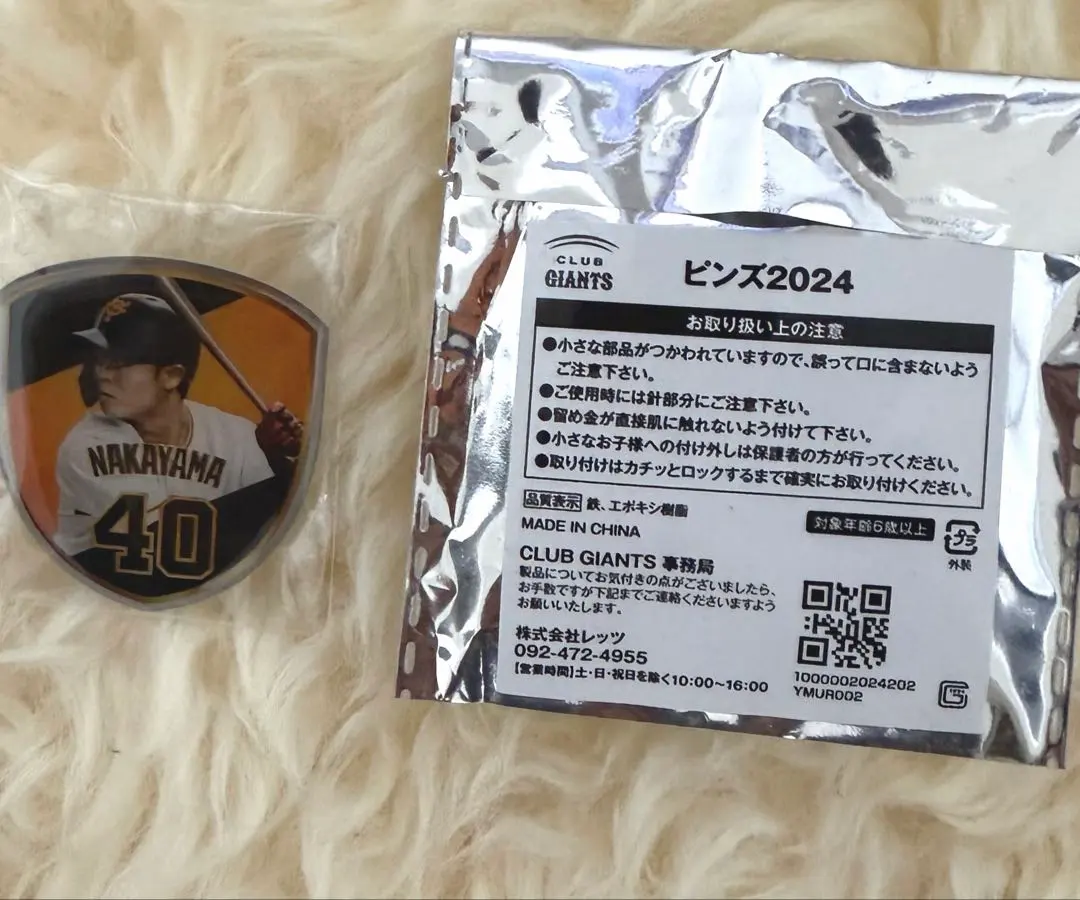 NAKAYAMA
40
CLUB
GIANTS
ピンズ2024
お取り扱い上の注意
●小さな部品がつかわれていますので、誤って口に含まないよう
ご注意下さい。
●ご使用時には針部分にご注意下さい。
●留め金が直接肌に触れないよう付けて下さい。
●小さなお子様への付け外しは保護者の方が行ってください。
●取り付けはカチッとロックするまで確実にお取り付けください。
品質表示 鉄、エポキシ樹脂
MADE IN CHINA
対象年齢6歳以上
プラ
外装
CLUB GIANTS 事務局
製品についてお気付きの点がございましたら、
お手数ですが下記までご連絡くださいますよう
お願いいたします。
株式会社レッツ
092-472-4955
【営業時間】土・日・祝日を除く10:00~16:00
1000002024202
YMUR002